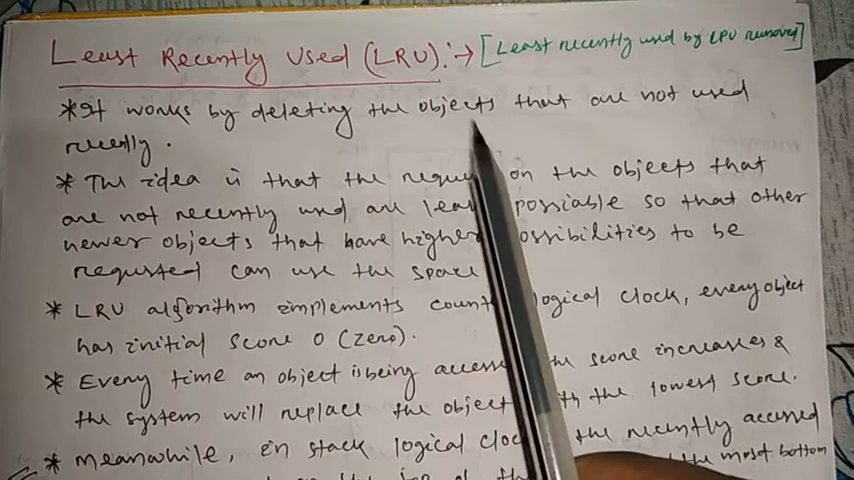 Least Recently Used (LRU):→ [Least recently used by CPU removed]
*It works by deleting the objects that are not used
recently.
* The idea is that the on the objects that
are not recently used are possiable so that other
newer objects that have higher to be
requested can use the space
* LRU algorithm implements logical clock, every object
has initial score 0 (zero).
* Every time an object is being the score increases &
the system will replace the object the lowest score.
* Meanwhile, in stack logical the recently accessed
the most bottom